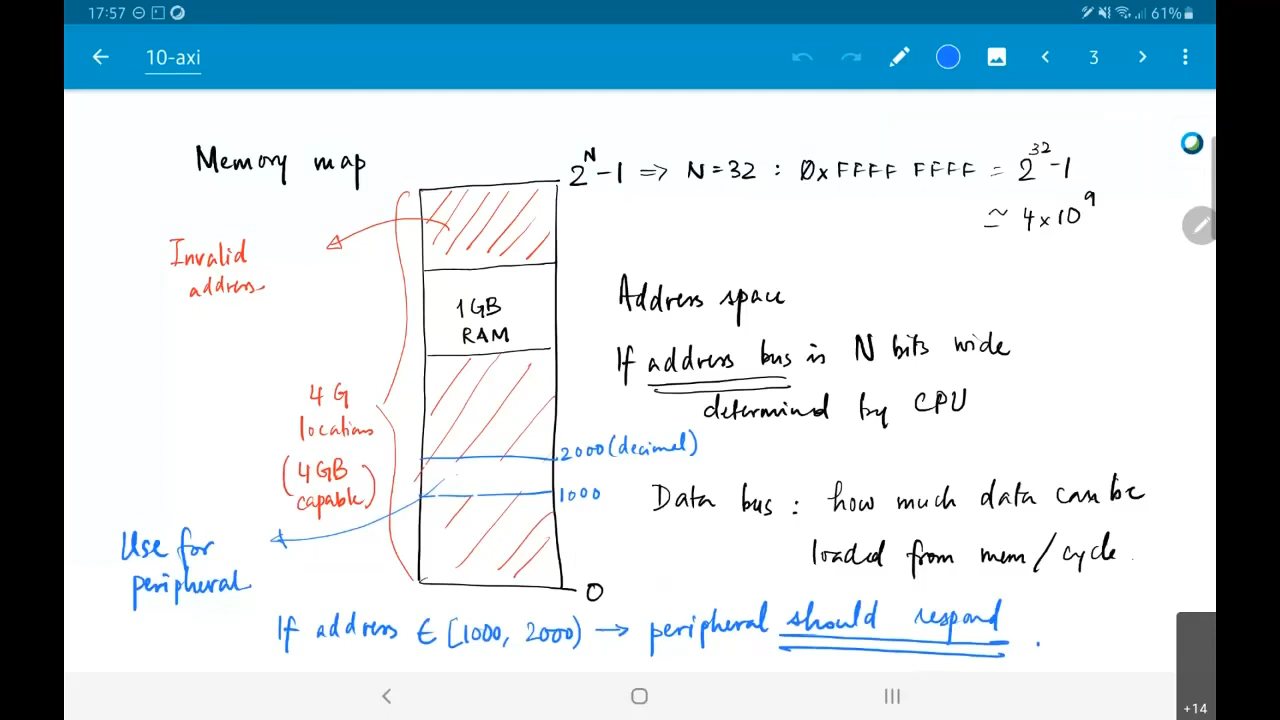 17:57
61%
10-axi
3
Memory map
2^N - 1 ⇒ N = 32 : 0xFFFF FFFF = 2^32 - 1
≃ 4 x 10^9
Invalid
address
1GB
RAM
Address space
If address bus is N bits wide
determined by CPU
4 G
locations
(4GB
capable)
2000 (decimal)
1000
Data bus : how much data can be
loaded from mem/cycle.
Use for
peripheral
0
If address ∈ [1000, 2000) → peripheral should respond.
+14